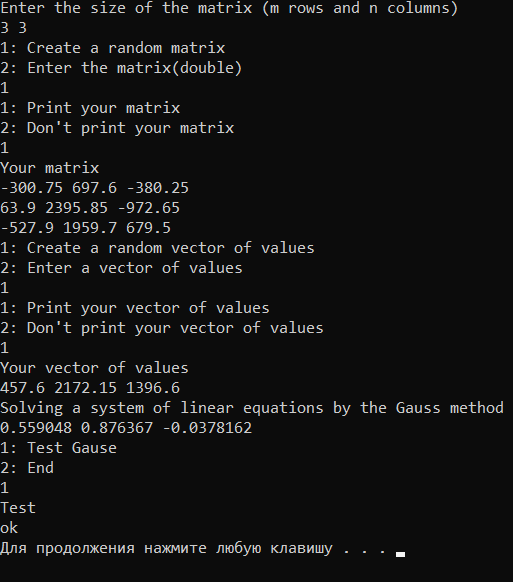 Enter the size of the matrix (m rows and n columns)
3 3
1: Create a random matrix
2: Enter the matrix(double)
1
1: Print your matrix
2: Don't print your matrix
1
Your matrix
-300.75 697.6 -380.25
63.9 2395.85 -972.65
-527.9 1959.7 679.5
1: Create a random vector of values
2: Enter a vector of values
1
1: Print your vector of values
2: Don't print your vector of values
1
Your vector of values
457.6 2172.15 1396.6
Solving a system of linear equations by the Gauss method
0.559048 0.876367 -0.0378162
1: Test Gause
2: End
1
Test
ok
Для продолжения нажмите любую клавишу . . .